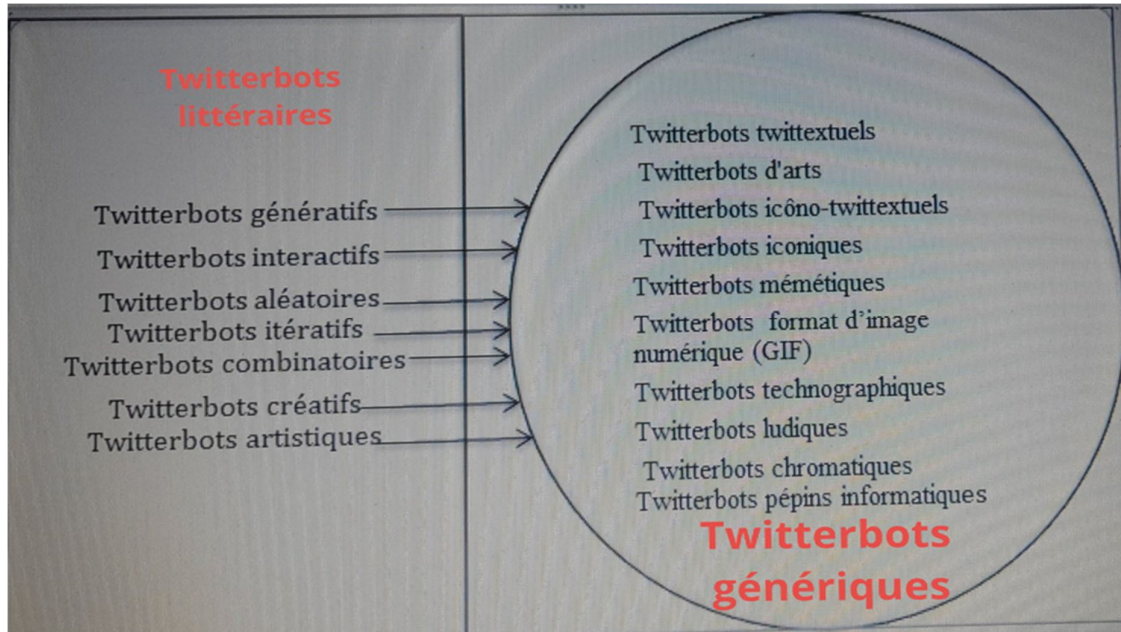 Twitterbots
littéraires
Twitterbots génératifs
Twitterbots interactifs
Twitterbots aléatoires
Twitterbots itératifs
Twitterbots combinatoires
Twitterbots créatifs
Twitterbots artistiques
Twitterbots twittextuels
Twitterbots d'arts
Twitterbots icôno-twittextuels
Twitterbots iconiques
Twitterbots mémétiques
Twitterbots format d’image
numérique (GIF)
Twitterbots technographiques
Twitterbots ludiques
Twitterbots chromatiques
Twitterbots pépins informatiques
Twitterbots
génériques